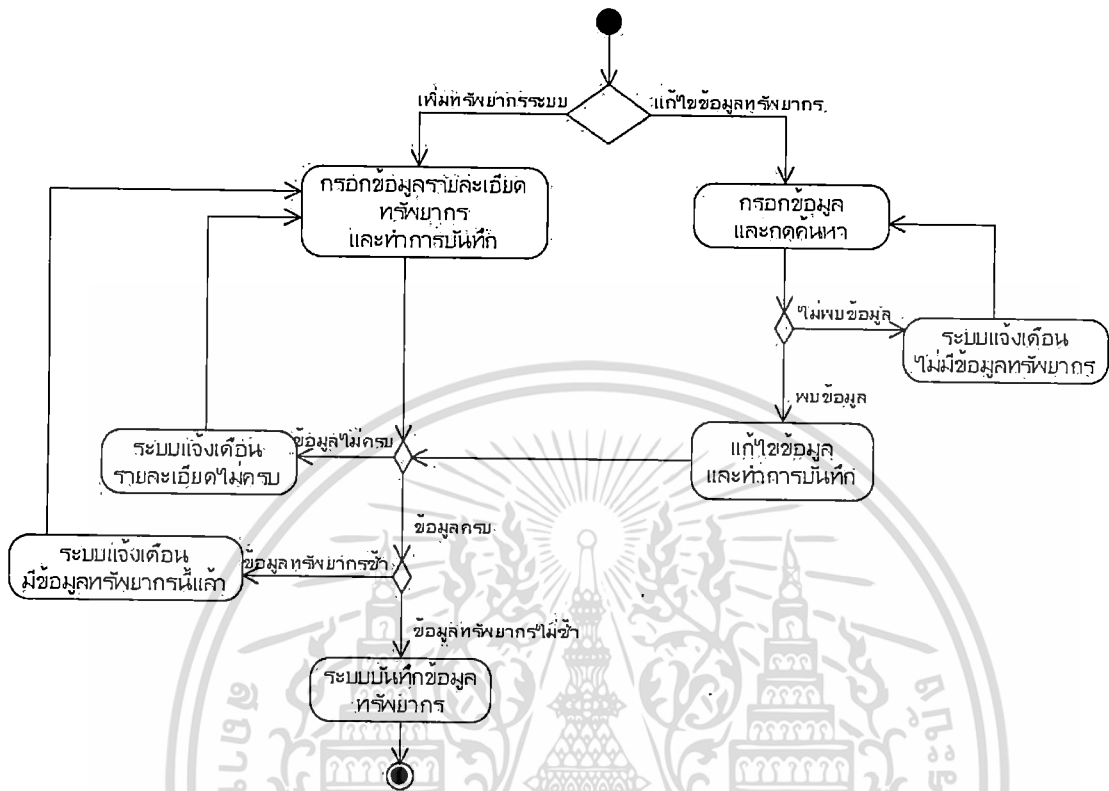 เพิ่มทรัพยากรระบบ
แก้ไขข้อมูลทรัพยากร
กรอกข้อมูลรายละเอียด
ทรัพยากร
และทำการบันทึก
กรอกข้อมูล
และกดค้นหา
ไม่พบข้อมูล
ระบบแจ้งเตือน
ไม่มีข้อมูลทรัพยากร
พบข้อมูล
ระบบแจ้งเตือน
รายละเอียดไม่ครบ
ข้อมูลไม่ครบ
แก้ไขข้อมูล
และทำการบันทึก
ข้อมูลครบ
ระบบแจ้งเตือน
มีข้อมูลทรัพยากรนี้แล้ว
ข้อมูลทรัพยากรซ้ำ
ข้อมูลทรัพยากรไม่ซ้ำ
ระบบบันทึกข้อมูล
ทรัพยากร